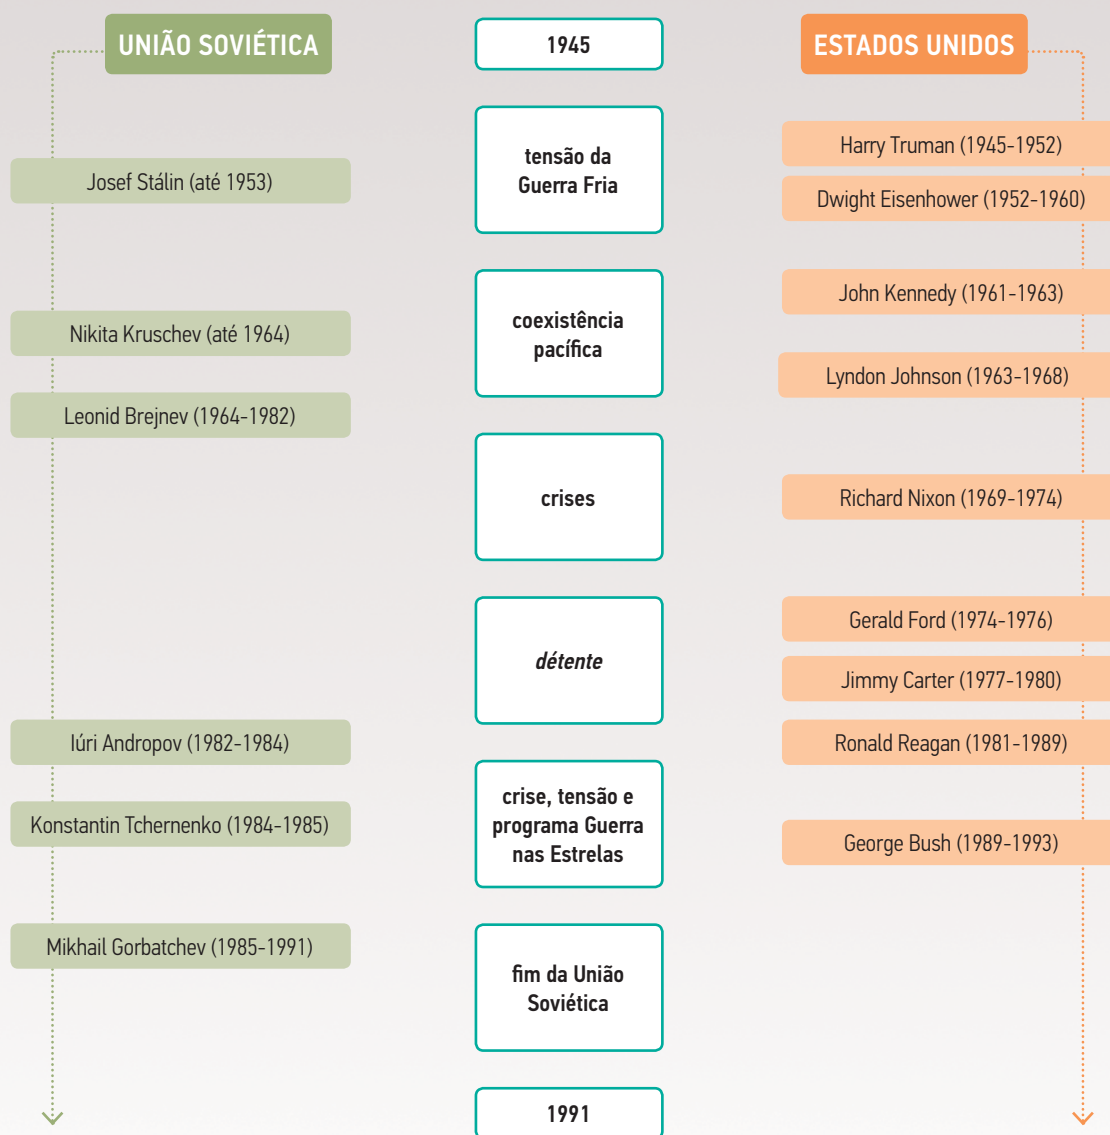 UNIÃO SOVIÉTICA
Josef Stálin (até 1953)
Nikita Kruschev (até 1964)
Leonid Brejnev (1964-1982)
Iúri Andropov (1982-1984)
Konstantin Tchernenko (1984-1985)
Mikhail Gorbatchev (1985-1991)
1945
tensão da
Guerra Fria
coexistência
pacífica
crises
détente
crise, tensão e
programa Guerra
nas Estrelas
fim da União
Soviética
1991
ESTADOS UNIDOS
Harry Truman (1945-1952)
Dwight Eisenhower (1952-1960)
John Kennedy (1961-1963)
Lyndon Johnson (1963-1968)
Richard Nixon (1969-1974)
Gerald Ford (1974-1976)
Jimmy Carter (1977-1980)
Ronald Reagan (1981-1989)
George Bush (1989-1993)